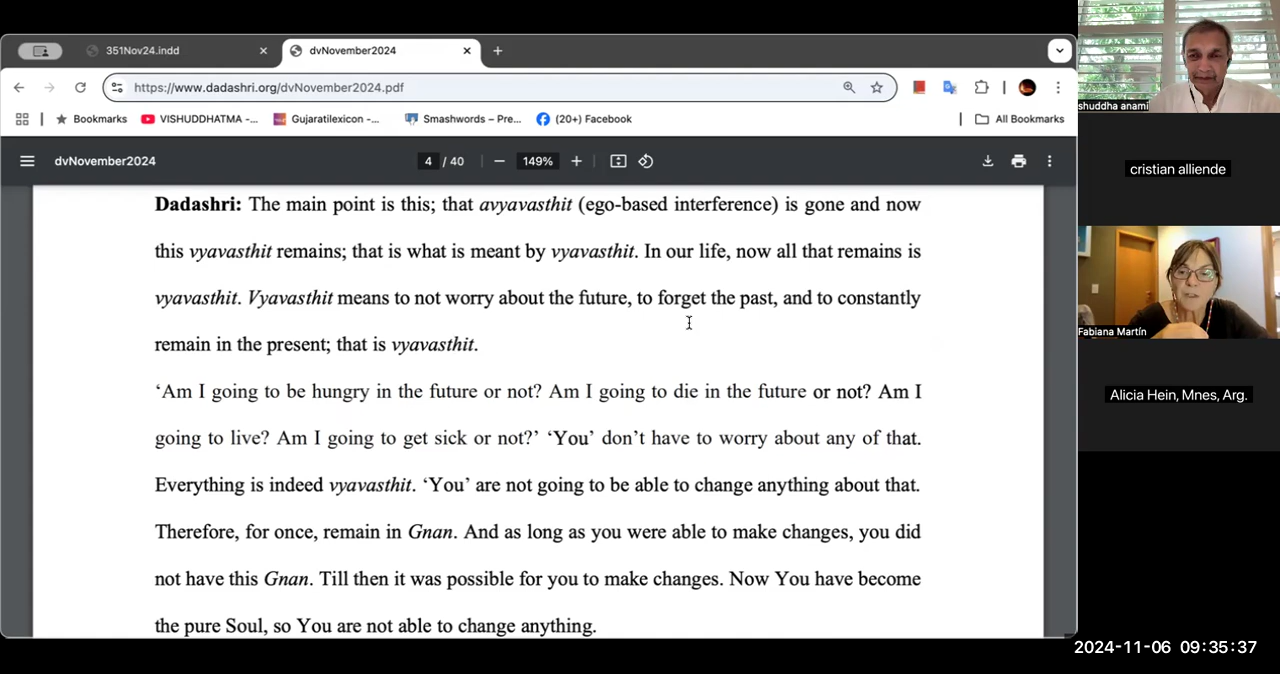 351Nov24.indd
dvNovember2024
https://www.dadashri.org/dvNovember2024.pdf
Bookmarks
VISHUDDHATMA -...
Gujaratilexicon -...
Smashwords – Pre...
(20+) Facebook
All Bookmarks
dvNovember2024
4 / 40
149%
Dadashri: The main point is this; that avyavasthit (ego-based interference) is gone and now
this vyavasthit remains; that is what is meant by vyavasthit. In our life, now all that remains is
vyavasthit. Vyavasthit means to not worry about the future, to forget the past, and to constantly
remain in the present; that is vyavasthit.
‘Am I going to be hungry in the future or not? Am I going to die in the future or not? Am I
going to live? Am I going to get sick or not?’ ‘You’ don’t have to worry about any of that.
Everything is indeed vyavasthit. ‘You’ are not going to be able to change anything about that.
Therefore, for once, remain in Gnan. And as long as you were able to make changes, you did
not have this Gnan. Till then it was possible for you to make changes. Now You have become
the pure Soul, so You are not able to change anything.
shuddha anami
cristian alliende
Fabiana Martín
Alicia Hein, Mnes, Arg.
2024-11-06 09:35:37